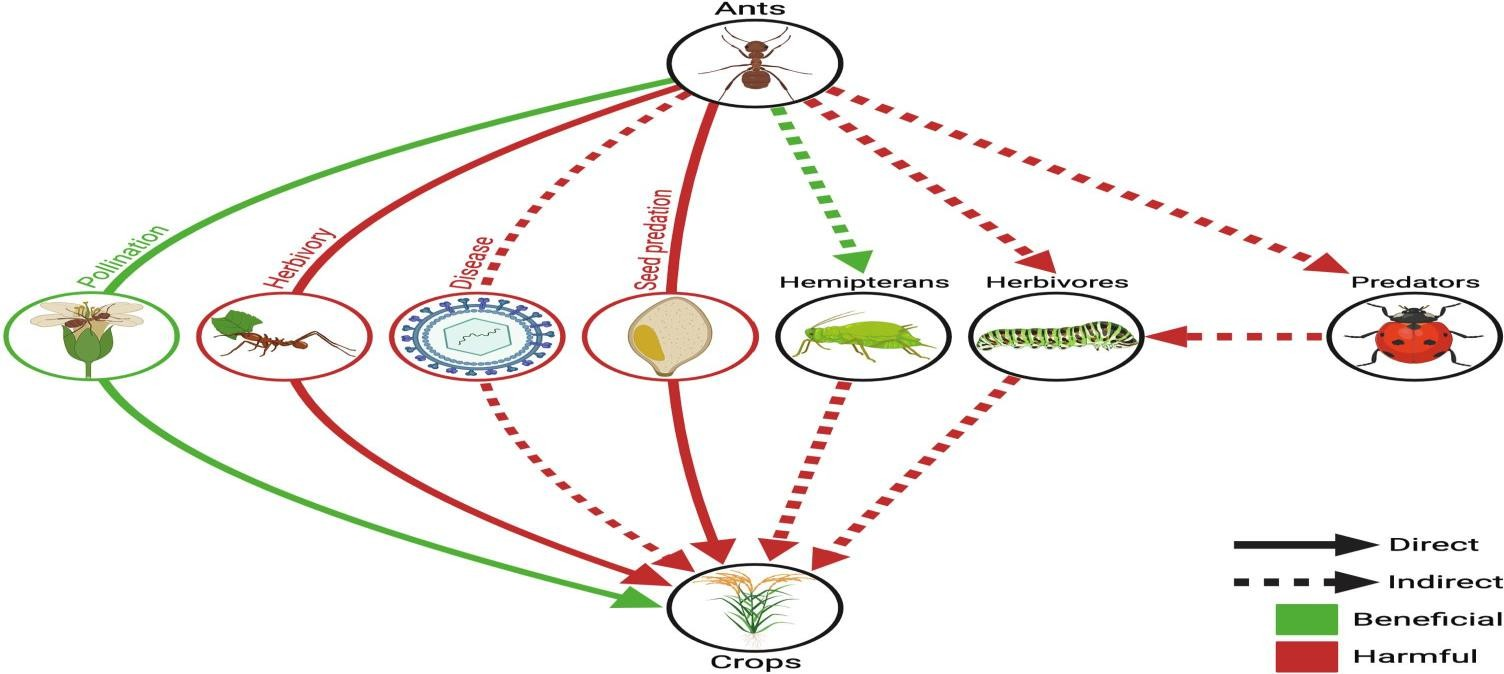 Ants
Pollination
Herbivory
Disease
Seed predation
Hemipterans
Herbivores
Predators
Crops
Direct
Indirect
Beneficial
Harmful